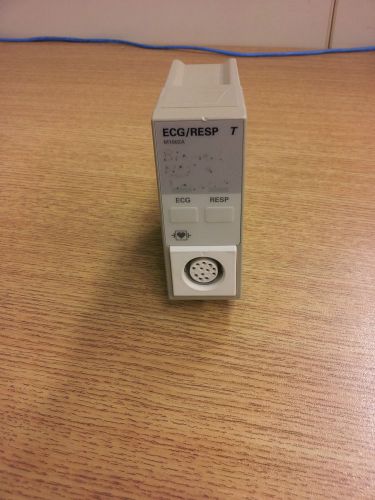 ECG/RESP T
M1002A
ECG RESP